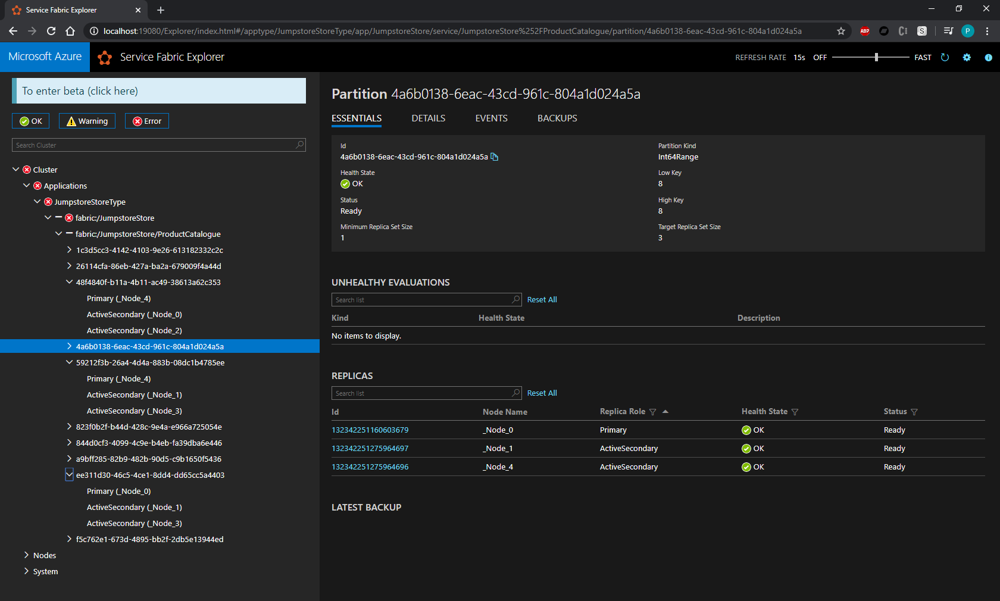 Service Fabric Explorer
localhost:19080/Explorer/index.html#/apptype/JumpstoreStoreType/app/JumpstoreStore/service/JumpstoreStore%252FProductCatalogue/partition/4a6b0138-6eac-43cd-961c-804a1d024a5a
ABP
S
P
Microsoft Azure
Service Fabric Explorer
REFRESH RATE 15s OFF FAST
To enter beta (click here)
OK Warning Error
Search Cluster
Cluster
Applications
JumpstoreStoreType
fabric:/JumpstoreStore
fabric:/JumpstoreStore/ProductCatalogue
1c3d5cc3-4142-4103-9e26-613182332c2c
26114cfa-86eb-427a-ba2a-679009f4a44d
48f4840f-b11a-4b11-ac49-38613a62c353
Primary (_Node_4)
ActiveSecondary (_Node_0)
ActiveSecondary (_Node_2)
4a6b0138-6eac-43cd-961c-804a1d024a5a
59212f3b-26a4-4d4a-883b-08dc1b4785ee
Primary (_Node_4)
ActiveSecondary (_Node_1)
ActiveSecondary (_Node_3)
823f0b2f-b44d-428c-9e4a-e966a725054e
844d0cf3-4099-4c9e-b4eb-fa39dba6e446
a9bff285-82b9-482b-90d5-c9b1650f5436
ee311d30-46c5-4ce1-8dd4-dd65cc5a4403
Primary (_Node_0)
ActiveSecondary (_Node_1)
ActiveSecondary (_Node_3)
f5c762e1-673d-4895-bb2f-2db5e13944ed
Nodes
System
Partition 4a6b0138-6eac-43cd-961c-804a1d024a5a
ESSENTIALS DETAILS EVENTS BACKUPS
Id
4a6b0138-6eac-43cd-961c-804a1d024a5a
Health State
OK
Status
Ready
Minimum Replica Set Size
1
Partition Kind
Int64Range
Low Key
8
High Key
8
Target Replica Set Size
3
UNHEALTHY EVALUATIONS
Search list Reset All
Kind Health State Description
No items to display.
REPLICAS
Search list Reset All
Id Node Name Replica Role Health State Status
132342251160603679 _Node_0 Primary OK Ready
132342251275964697 _Node_1 ActiveSecondary OK Ready
132342251275964696 _Node_4 ActiveSecondary OK Ready
LATEST BACKUP